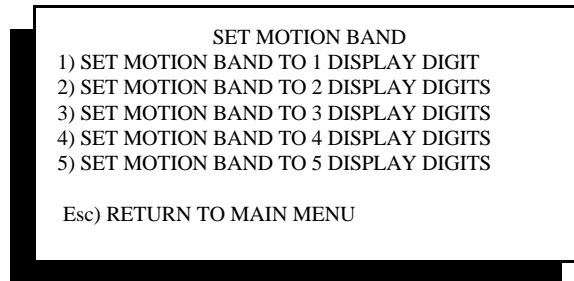 SET MOTION BAND
1) SET MOTION BAND TO 1 DISPLAY DIGIT
2) SET MOTION BAND TO 2 DISPLAY DIGITS
3) SET MOTION BAND TO 3 DISPLAY DIGITS
4) SET MOTION BAND TO 4 DISPLAY DIGITS
5) SET MOTION BAND TO 5 DISPLAY DIGITS
Esc) RETURN TO MAIN MENU